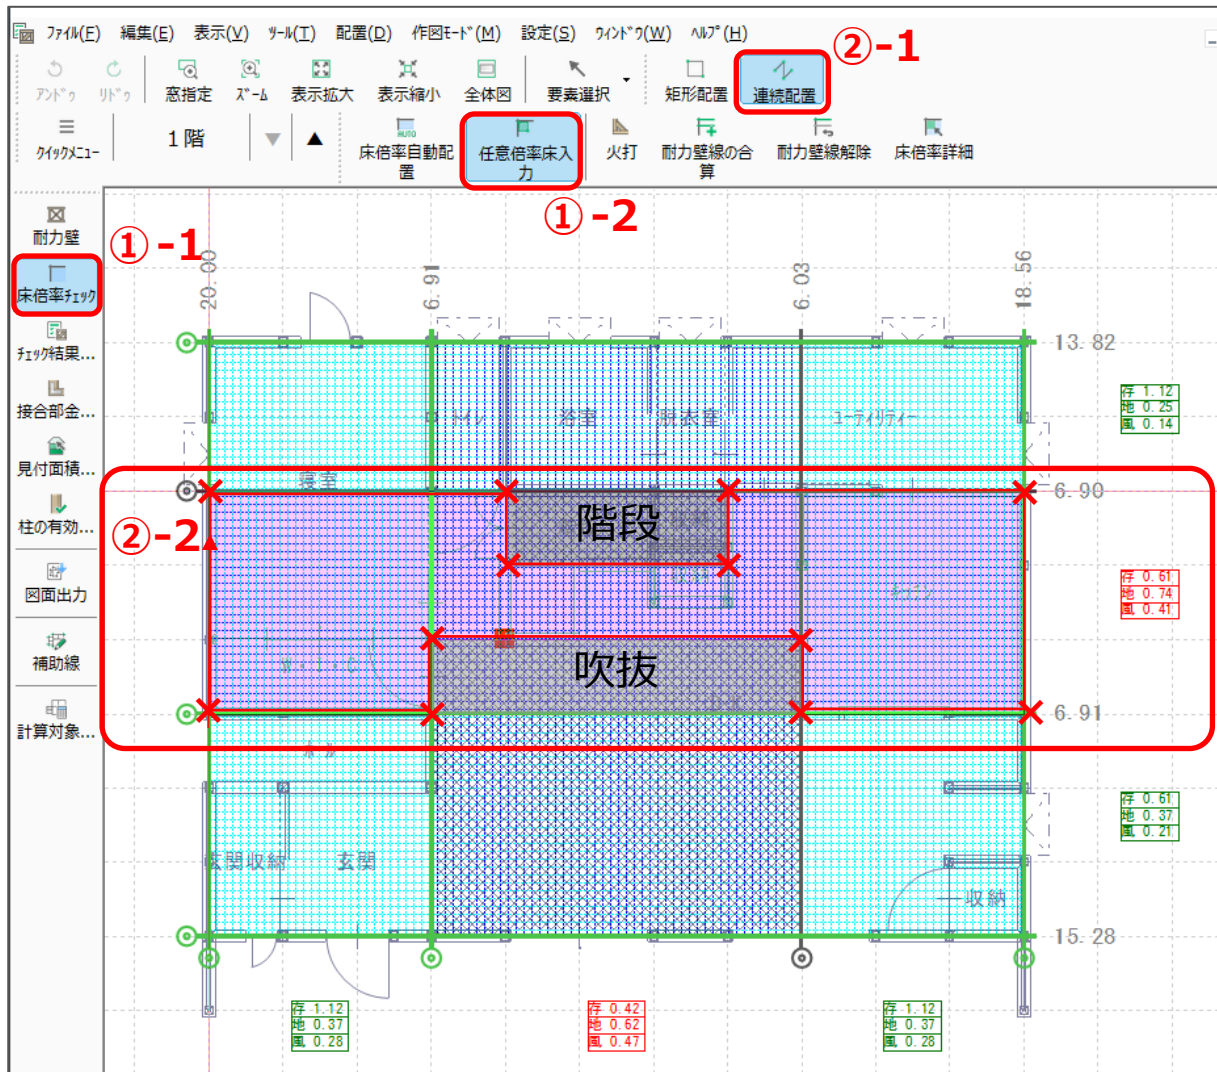 ﾌｧｲﾙ(F) 編集(E) 表示(V) ﾂｰﾙ(T) 配置(D) 作図ﾓｰﾄﾞ(M) 設定(S) ｳｨﾝﾄﾞｳ(W) ﾍﾙﾌﾟ(H)
②-1
ｱﾝﾄﾞｩ ﾘﾄﾞｩ 窓指定 ｽﾞｰﾑ 表示拡大 表示縮小 全体図 要素選択 矩形配置 連続配置
ｸｲｯｸﾒﾆｭｰ 1階 ▼ ▲ 床倍率自動配置 任意倍率床入力 火打 耐力壁線の合算 耐力壁線解除 床倍率詳細
AUTO
①-2
耐力壁
①-1
床倍率ﾁｪｯｸ
ﾁｪｯｸ結果...
接合部金...
見付面積...
柱の有効...
図面出力
補助線
計算対象...
20.00
6.91
6.03
18.56
13.82
存 1.12
地 0.25
風 0.14
トイレ 浴室 脱衣室 ユーティリティー
寝室
6.90
②-2
階段
収納
存 0.61
地 0.74
風 0.41
キッチン
W.I.C
吹抜
6.91
ホール
存 0.61
地 0.37
風 0.21
玄関収納 玄関
収納
15.28
存 1.12
地 0.37
風 0.28
存 0.42
地 0.62
風 0.47
存 1.12
地 0.37
風 0.28